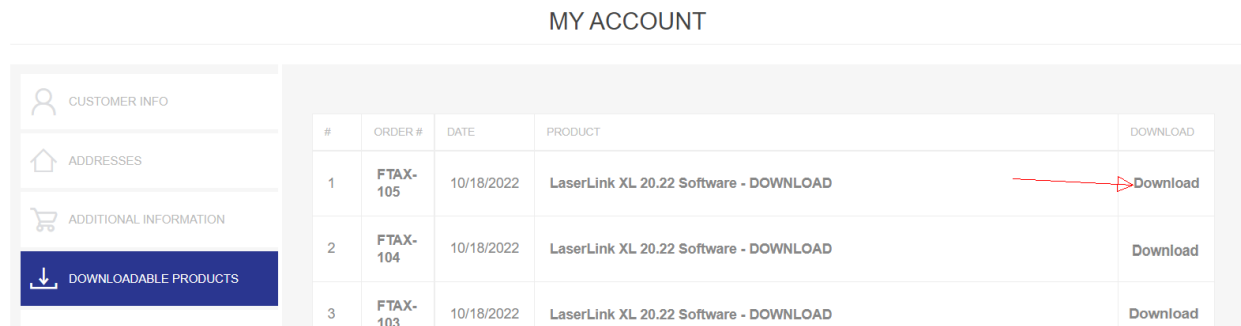 MY ACCOUNT
CUSTOMER INFO
ADDRESSES
ADDITIONAL INFORMATION
DOWNLOADABLE PRODUCTS
# ORDER # DATE PRODUCT DOWNLOAD
1 FTAX-105 10/18/2022 LaserLink XL 20.22 Software - DOWNLOAD Download
2 FTAX-104 10/18/2022 LaserLink XL 20.22 Software - DOWNLOAD Download
3 FTAX-103 10/18/2022 LaserLink XL 20.22 Software - DOWNLOAD Download